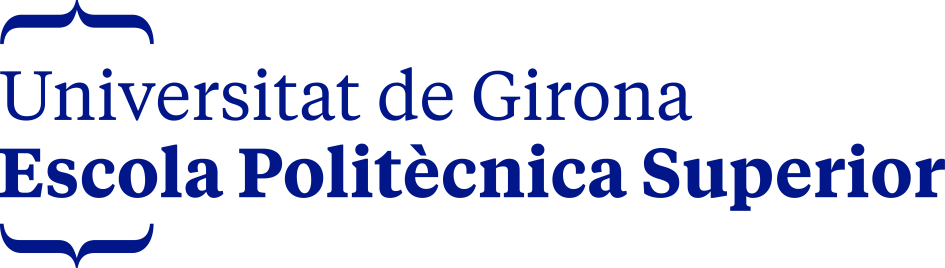 Universitat de Girona
Escola Politècnica Superior